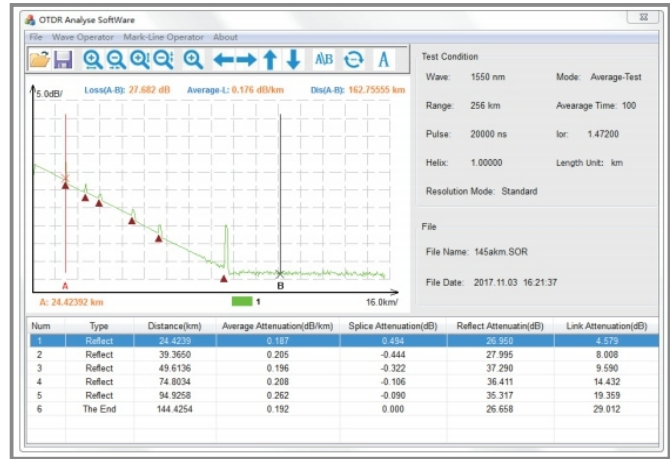 OTDR Analyse SoftWare
File Wave Operator Mark-Line Operator About
A\B A
5.0dB/ Loss(A-B): 27.682 dB Average-L: 0.176 dB/km Dis(A-B): 162.75555 km
A B
A: 24.42392 km 1 16.0km/
Test Condition
Wave: 1550 nm Mode: Average-Test
Range: 256 km Avearage Time: 100
Pulse: 20000 ns Ior: 1.47200
Helix: 1.00000 Length Unit: km
Resolution Mode: Standard
File
File Name: 145akm.SOR
File Date: 2017.11.03 16:21:37
Num Type Distance(km) Average Attenuation(dB/km) Splice Attenuation(dB) Reflect Attenuatin(dB) Link Attenuation(dB)
1 Reflect 24.4239 0.187 0.494 26.950 4.579
2 Reflect 39.3650 0.205 -0.444 27.995 8.008
3 Reflect 49.6136 0.196 -0.322 37.290 9.590
4 Reflect 74.8034 0.208 -0.106 36.411 14.432
5 Reflect 94.9258 0.262 -0.090 35.317 19.359
6 The End 144.4254 0.192 0.000 26.658 29.012